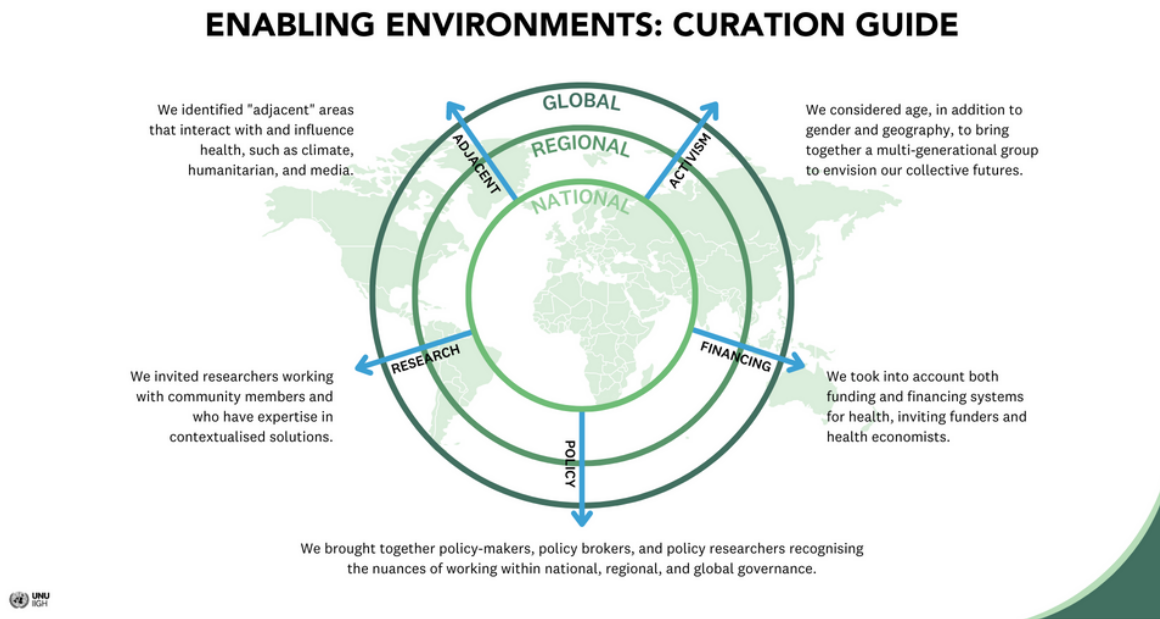 ENABLING ENVIRONMENTS: CURATION GUIDE
GLOBAL
REGIONAL
NATIONAL
ADJACENT
ACTIVISM
RESEARCH
FINANCING
POLICY
We identified "adjacent" areas
that interact with and influence
health, such as climate,
humanitarian, and media.
We considered age, in addition to
gender and geography, to bring
together a multi-generational group
to envision our collective futures.
We invited researchers working
with community members and
who have expertise in
contextualised solutions.
We took into account both
funding and financing systems
for health, inviting funders and
health economists.
We brought together policy-makers, policy brokers, and policy researchers recognising
the nuances of working within national, regional, and global governance.
UNU
IIGH